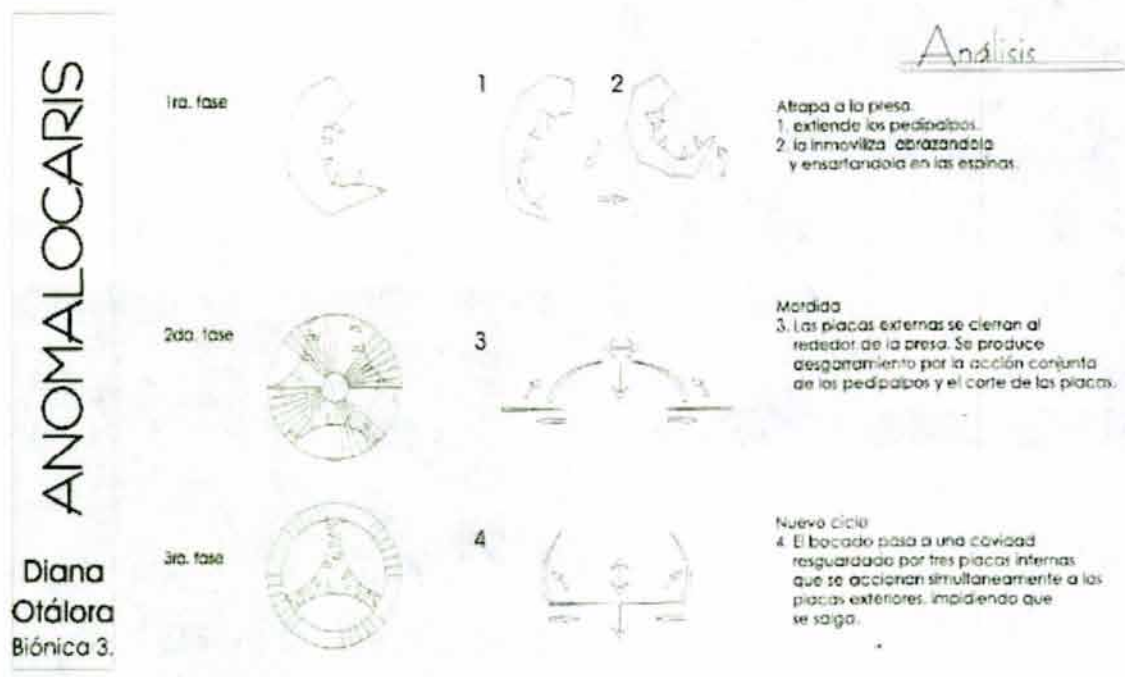 ANOMALOCARIS
Diana
Otálora
Biónica 3.
Análisis
1ra. fase
1
2
Atrapa a la presa.
1. extiende los pedipalpos.
2. la inmoviliza abrazandola
y ensartandola en las espinas.
2da. fase
3
Mordida
3. Las placas externas se cierran al
rededor de la presa. Se produce
desgarramiento por la acción conjunta
de los pedipalpos y el corte de las placas.
3ra. fase
4
Nuevo ciclo
4. El bocado pasa a una cavidad
resguardado por tres placas internas
que se accionan simultaneamente a las
placas exteriores, impidiendo que
se salga.